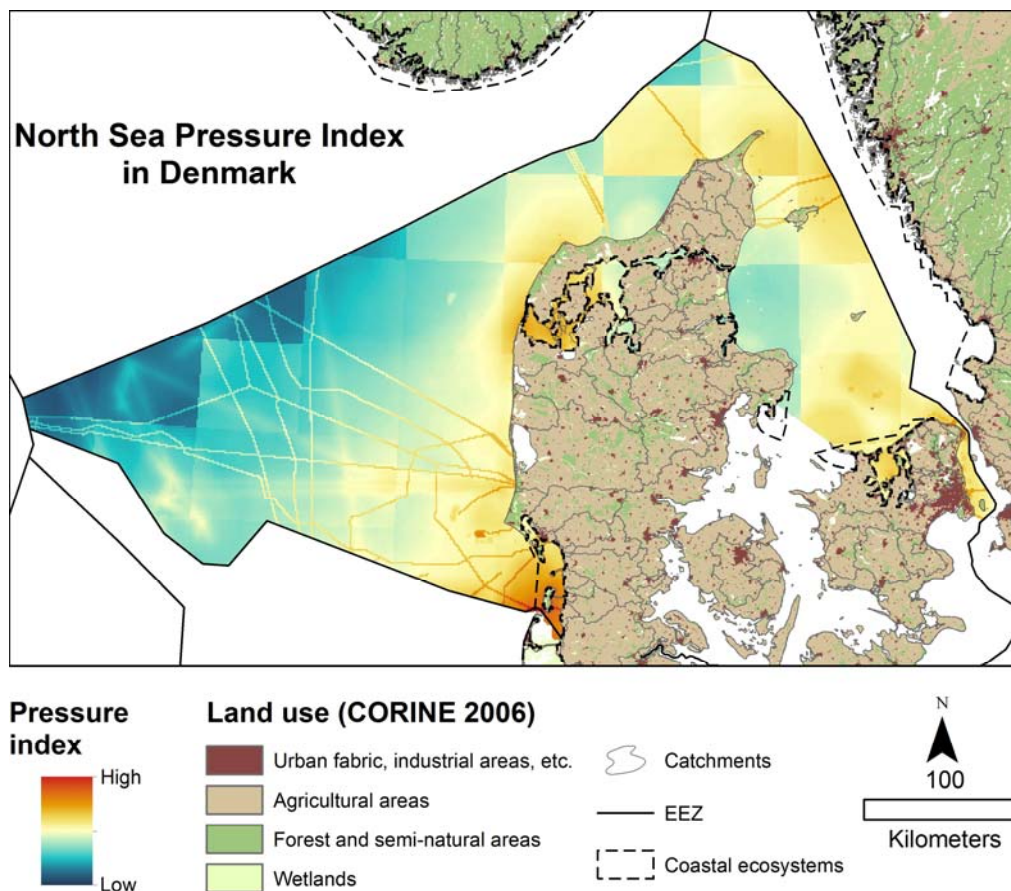 North Sea Pressure Index
in Denmark
Pressure
index
High
Low
Land use (CORINE 2006)
Urban fabric, industrial areas, etc.
Agricultural areas
Forest and semi-natural areas
Wetlands
Catchments
EEZ
Coastal ecosystems
N
100
Kilometers